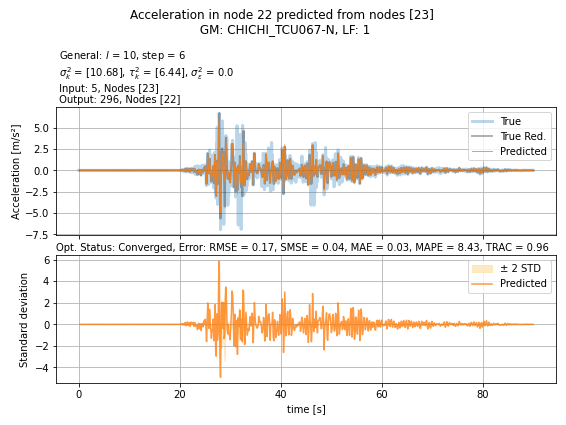 Acceleration in node 22 predicted from nodes [23]
GM: CHICHI_TCU067-N, LF: 1
General: l = 10, step = 6
σ²ₖ = [10.68], τ²ₖ = [6.44], σ²ε = 0.0
Input: 5, Nodes [23]
Output: 296, Nodes [22]
True
True Red.
Predicted
Acceleration [m/s²]
5.0
2.5
0.0
−2.5
−5.0
−7.5
Opt. Status: Converged, Error: RMSE = 0.17, SMSE = 0.04, MAE = 0.03, MAPE = 8.43, TRAC = 0.96
± 2 STD
Predicted
Standard deviation
6
4
2
0
−2
−4
0 20 40 60 80
time [s]